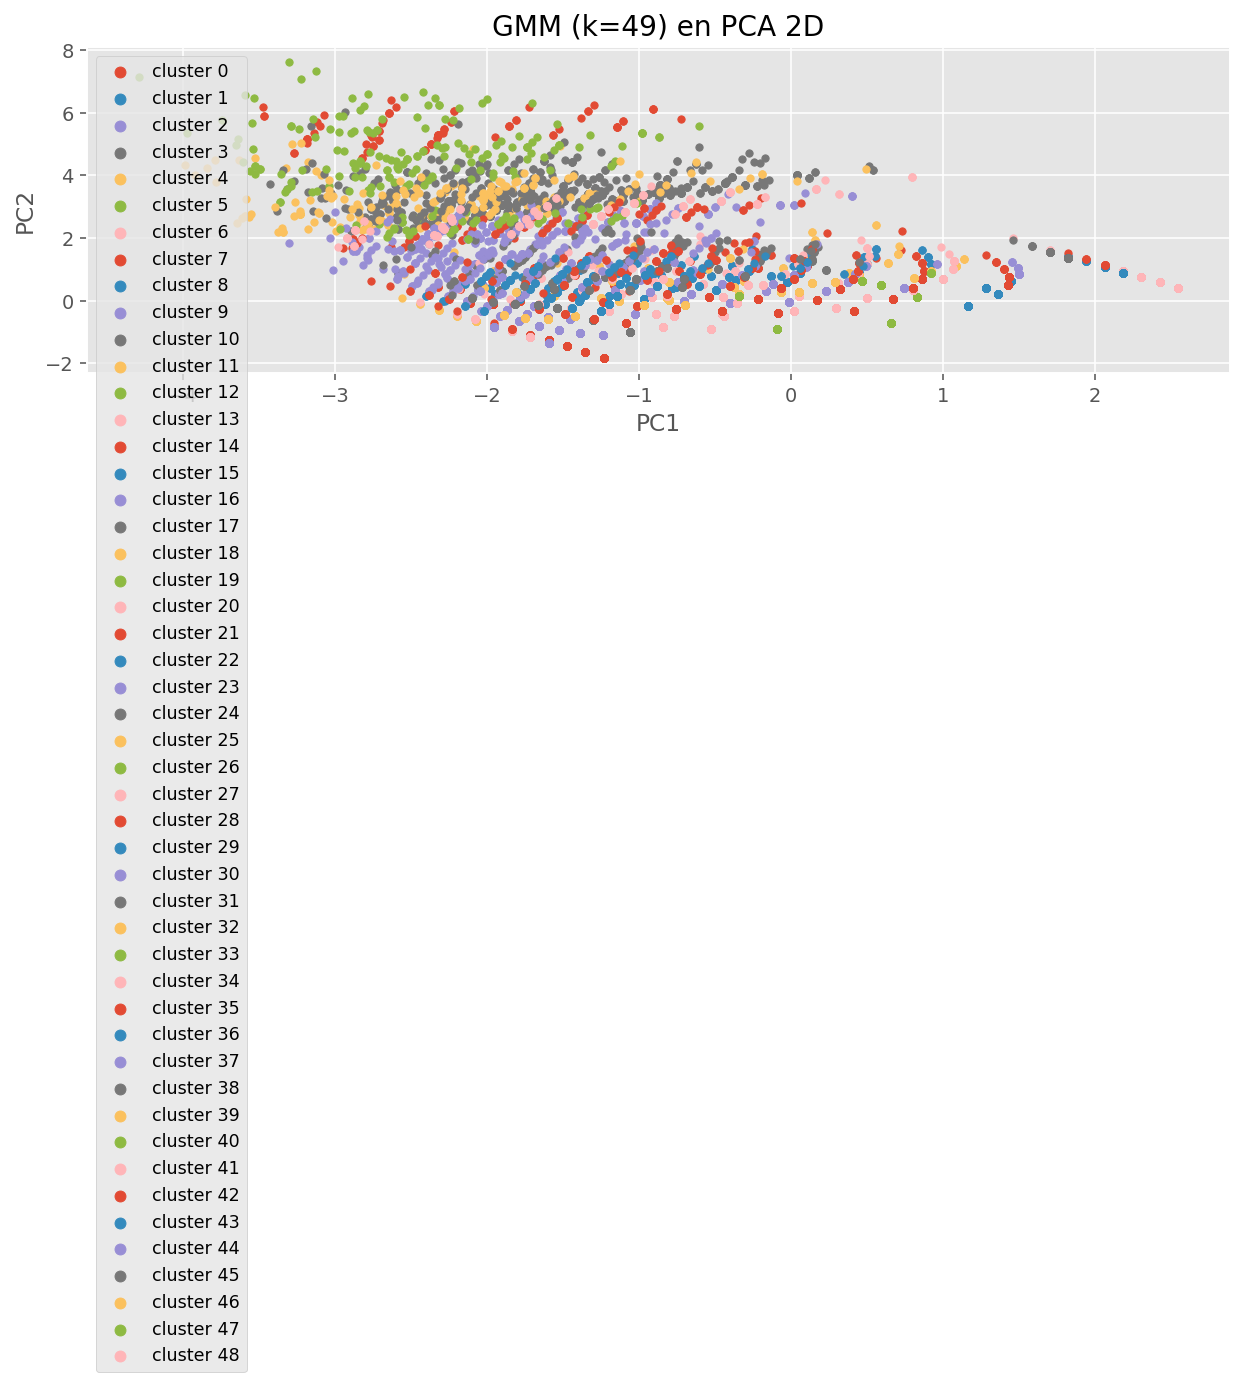 GMM (k=49) en PCA 2D
8
6
4
2
0
−2
PC2
−3
−2
−1
0
1
2
PC1
cluster 0
cluster 1
cluster 2
cluster 3
cluster 4
cluster 5
cluster 6
cluster 7
cluster 8
cluster 9
cluster 10
cluster 11
cluster 12
cluster 13
cluster 14
cluster 15
cluster 16
cluster 17
cluster 18
cluster 19
cluster 20
cluster 21
cluster 22
cluster 23
cluster 24
cluster 25
cluster 26
cluster 27
cluster 28
cluster 29
cluster 30
cluster 31
cluster 32
cluster 33
cluster 34
cluster 35
cluster 36
cluster 37
cluster 38
cluster 39
cluster 40
cluster 41
cluster 42
cluster 43
cluster 44
cluster 45
cluster 46
cluster 47
cluster 48